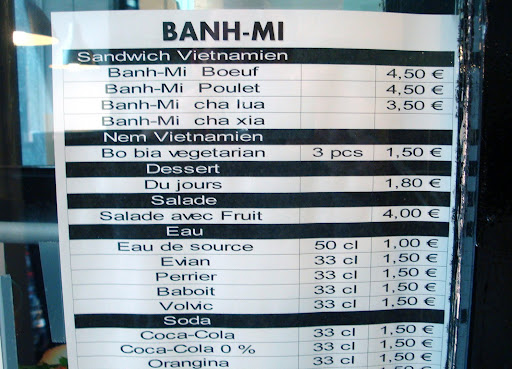 BANH-MI
Sandwich Vietnamien
Banh-Mi Boeuf 4,50 €
Banh-Mi Poulet 4,50 €
Banh-Mi cha lua 3,50 €
Banh-Mi cha xia
Nem Vietnamien
Bo bia vegetarian 3 pcs 1,50 €
Dessert
Du jours 1,80 €
Salade
Salade avec Fruit 4,00 €
Eau
Eau de source 50 cl 1,00 €
Evian 33 cl 1,50 €
Perrier 33 cl 1,50 €
Baboit 33 cl 1,50 €
Volvic 33 cl 1,50 €
Soda
Coca-Cola 33 cl 1,50 €
Coca-Cola 0 % 33 cl 1,50 €
Orangina 33 cl 1,50 €